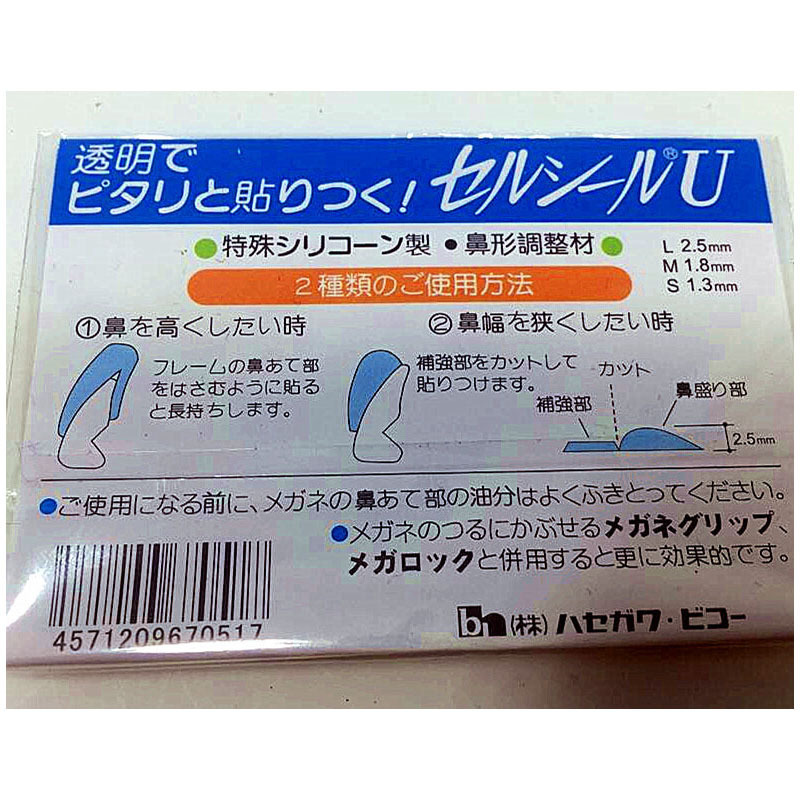 透明で
ピタリと貼りつく!
セルシールU®
●特殊シリコーン製 ●鼻形調整材●
L 2.5mm
M 1.8mm
S 1.3mm
2種類のご使用方法
①鼻を高くしたい時
フレームの鼻あて部
をはさむように貼る
と長持ちします。
②鼻幅を狭くしたい時
補強部をカットして
貼りつけます。
カット
補強部
鼻盛り部
2.5mm
●ご使用になる前に、メガネの鼻あて部の油分はよくふきとってください。
●メガネのつるにかぶせるメガネグリップ、
メガロックと併用すると更に効果的です。
4571209670517
bn (株)ハセガワ・ビコー